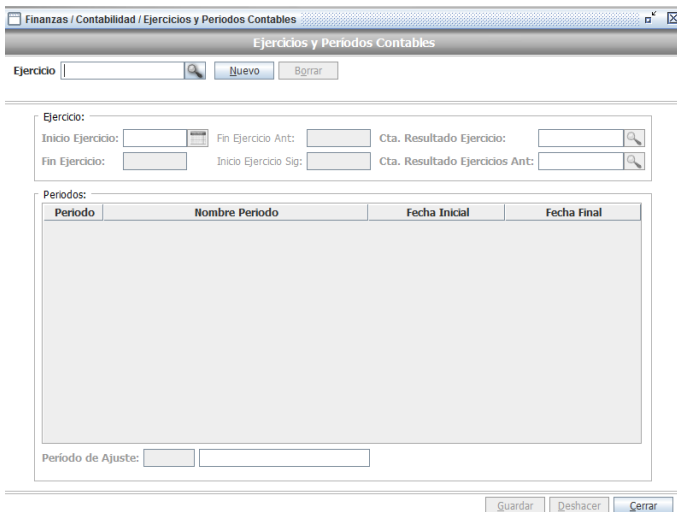 Finanzas / Contabilidad / Ejercicios y Periodos Contables
Ejercicios y Períodos Contables
Ejercicio Nuevo Borrar
Ejercicio:
Inicio Ejercicio: Fin Ejercicio Ant: Cta. Resultado Ejercicio:
Fin Ejercicio: Inicio Ejercicio Sig: Cta. Resultado Ejercicios Ant:
Periodos:
Periodo Nombre Periodo Fecha Inicial Fecha Final
Período de Ajuste:
Guardar Deshacer Cerrar